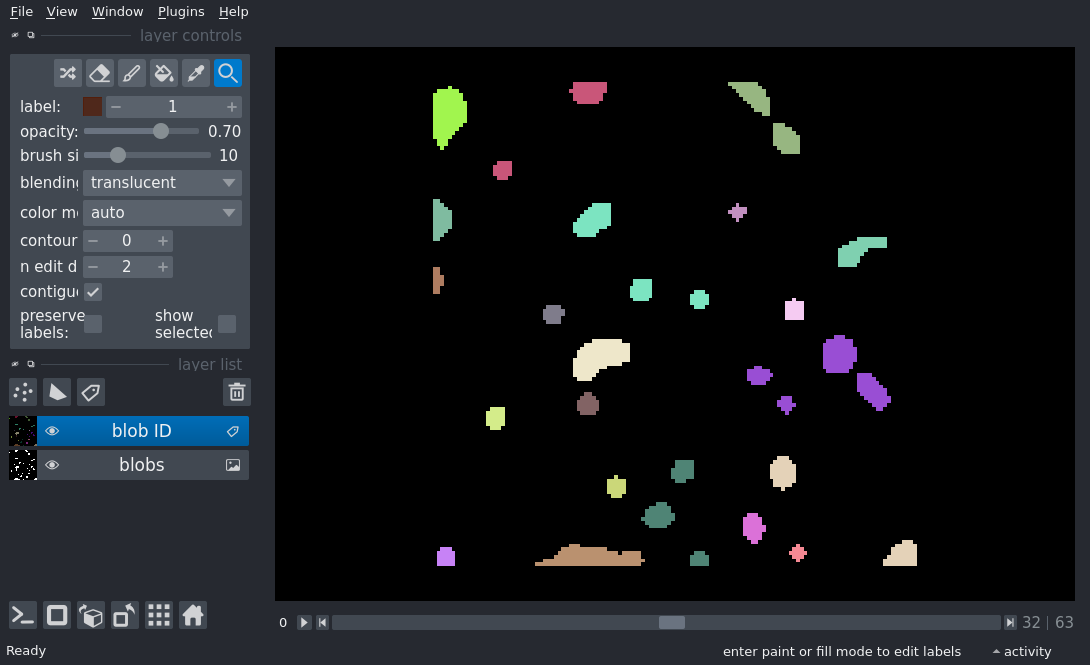 File View Window Plugins Help
layer controls
label: 1
opacity: 0.70
brush si 10
blending translucent
color m auto
contour 0
n edit d 2
contigu
preserve labels: show selected
layer list
blob ID
blobs
0 32 | 63
Ready enter paint or fill mode to edit labels activity